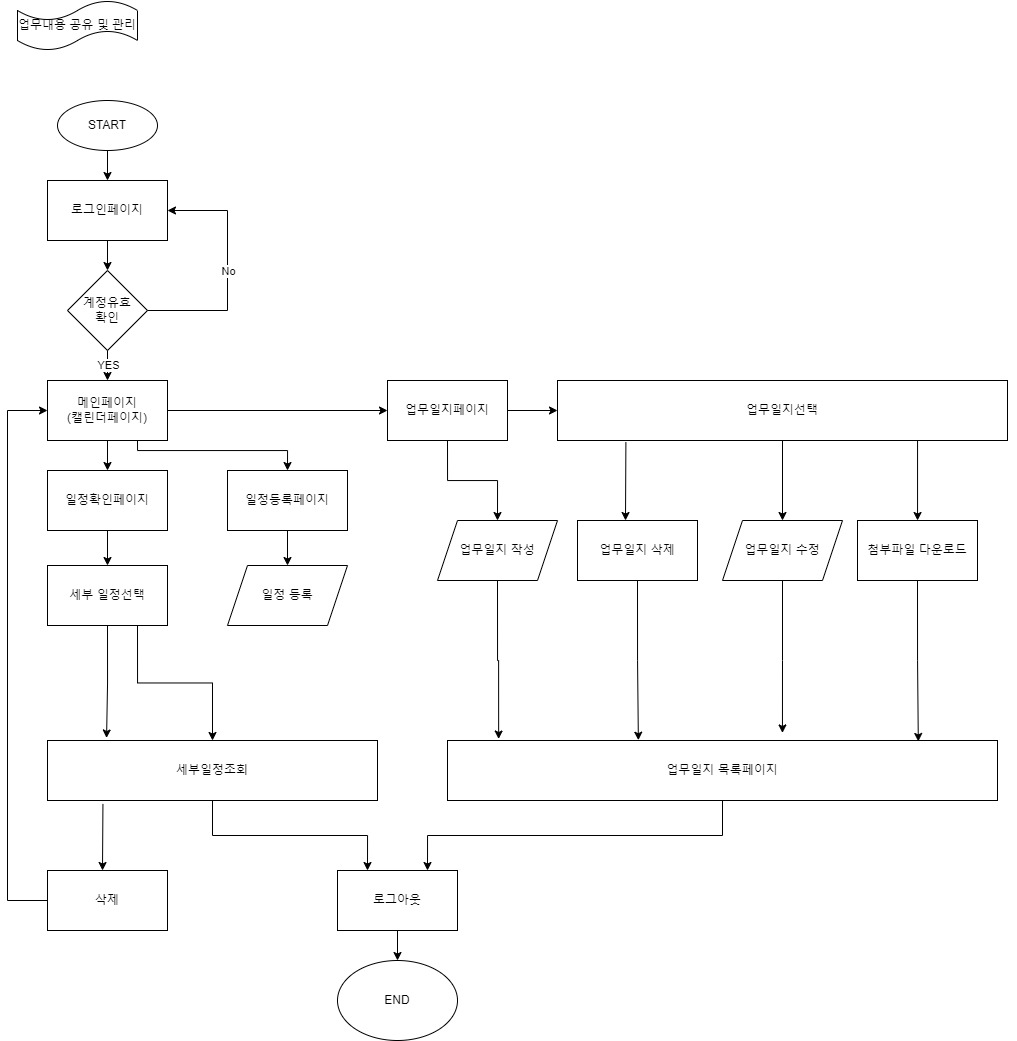 업무내용 공유 및 관리
START
로그인페이지
No
계정유효
확인
YES
메인페이지
(캘린더페이지)
업무일지페이지
업무일지선택
일정확인페이지
일정등록페이지
업무일지 작성
업무일지 삭제
업무일지 수정
첨부파일 다운로드
세부 일정선택
일정 등록
세부일정조회
업무일지 목록페이지
삭제
로그아웃
END